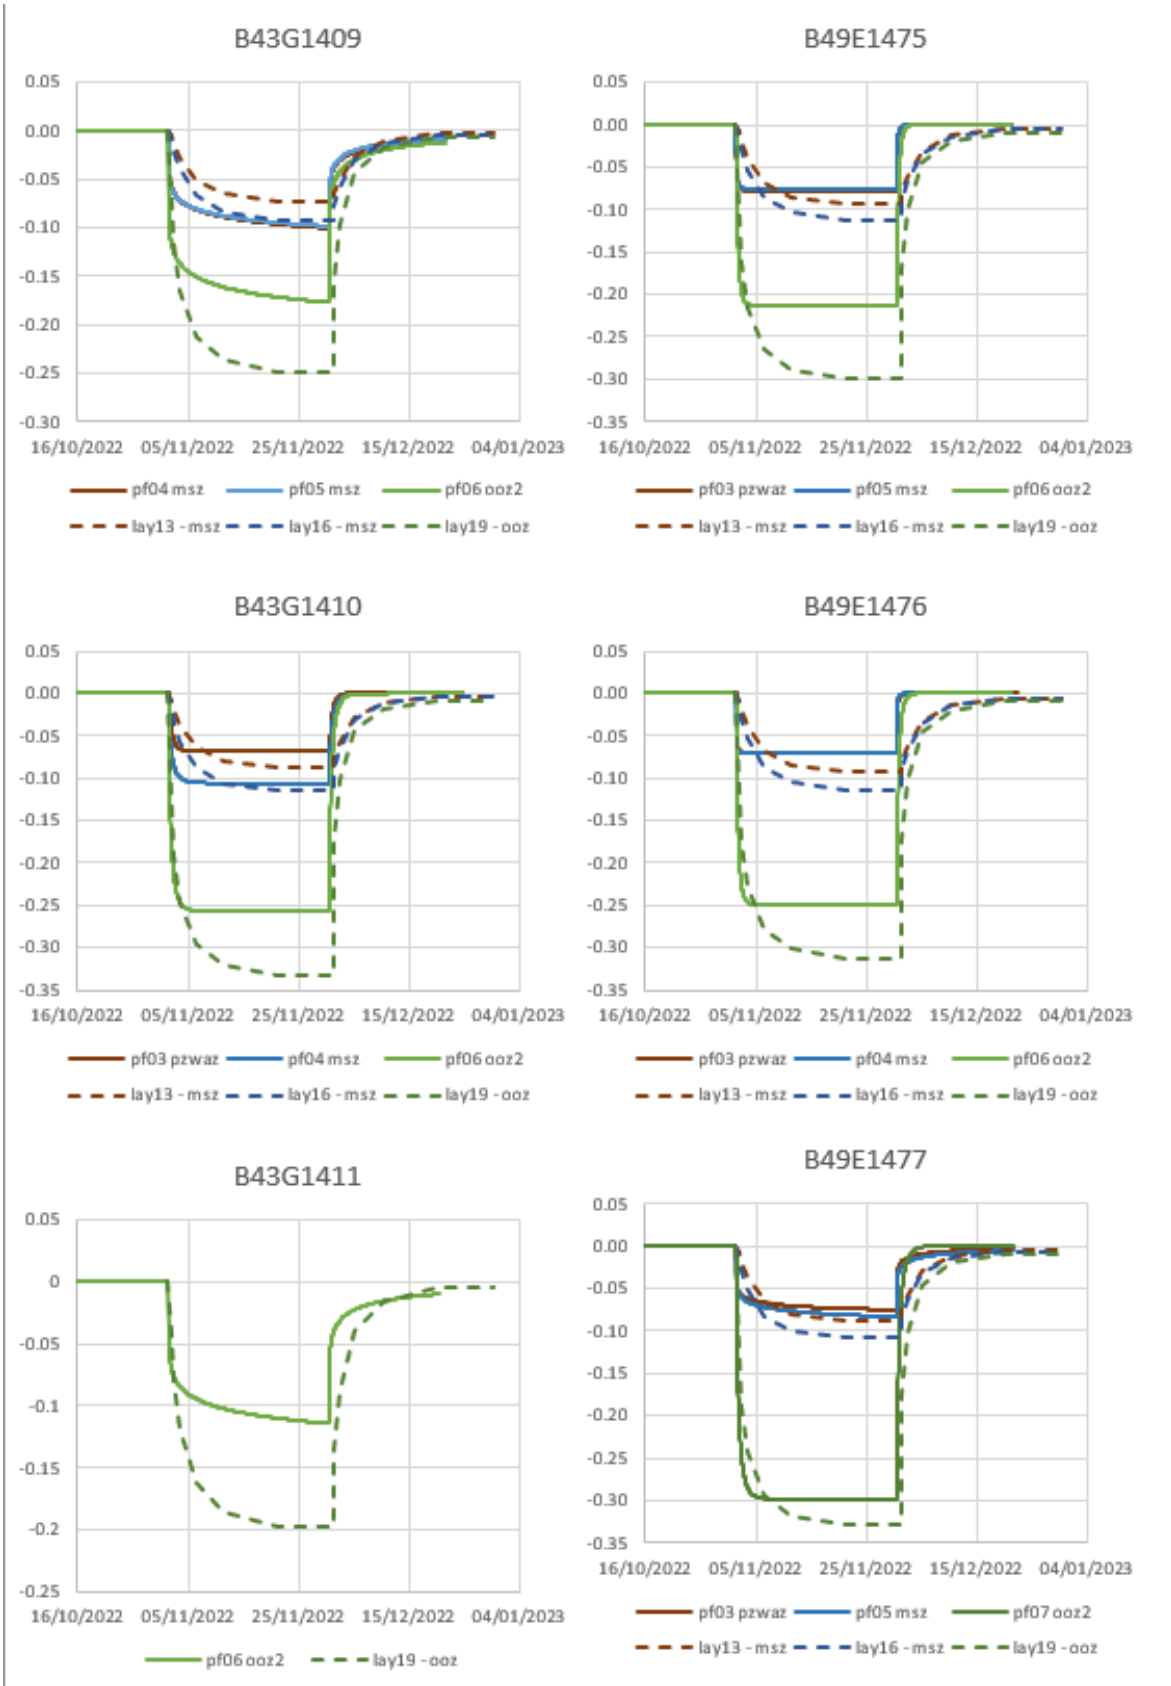 B43G1409
0.05
0.00
-0.05
-0.10
-0.15
-0.20
-0.25
-0.30
16/10/2022 05/11/2022 25/11/2022 15/12/2022 04/01/2023
pf04 msz pf05 msz pf06 ooz2
lay13 - msz lay16 - msz lay19 - ooz
B49E1475
0.05
0.00
-0.05
-0.10
-0.15
-0.20
-0.25
-0.30
-0.35
16/10/2022 05/11/2022 25/11/2022 15/12/2022 04/01/2023
pf03 pzwaz pf05 msz pf06 ooz2
lay13 - msz lay16 - msz lay19 - ooz
B43G1410
0.05
0.00
-0.05
-0.10
-0.15
-0.20
-0.25
-0.30
-0.35
16/10/2022 05/11/2022 25/11/2022 15/12/2022 04/01/2023
pf03 pzwaz pf04 msz pf06 ooz2
lay13 - msz lay16 - msz lay19 - ooz
B49E1476
0.05
0.00
-0.05
-0.10
-0.15
-0.20
-0.25
-0.30
-0.35
16/10/2022 05/11/2022 25/11/2022 15/12/2022 04/01/2023
pf03 pzwaz pf04 msz pf06 ooz2
lay13 - msz lay16 - msz lay19 - ooz
B43G1411
0.05
0
-0.05
-0.1
-0.15
-0.2
-0.25
16/10/2022 05/11/2022 25/11/2022 15/12/2022 04/01/2023
pf06 ooz2 lay19 - ooz
B49E1477
0.05
0.00
-0.05
-0.10
-0.15
-0.20
-0.25
-0.30
-0.35
16/10/2022 05/11/2022 25/11/2022 15/12/2022 04/01/2023
pf03 pzwaz pf05 msz pf07 ooz2
lay13 - msz lay16 - msz lay19 - ooz